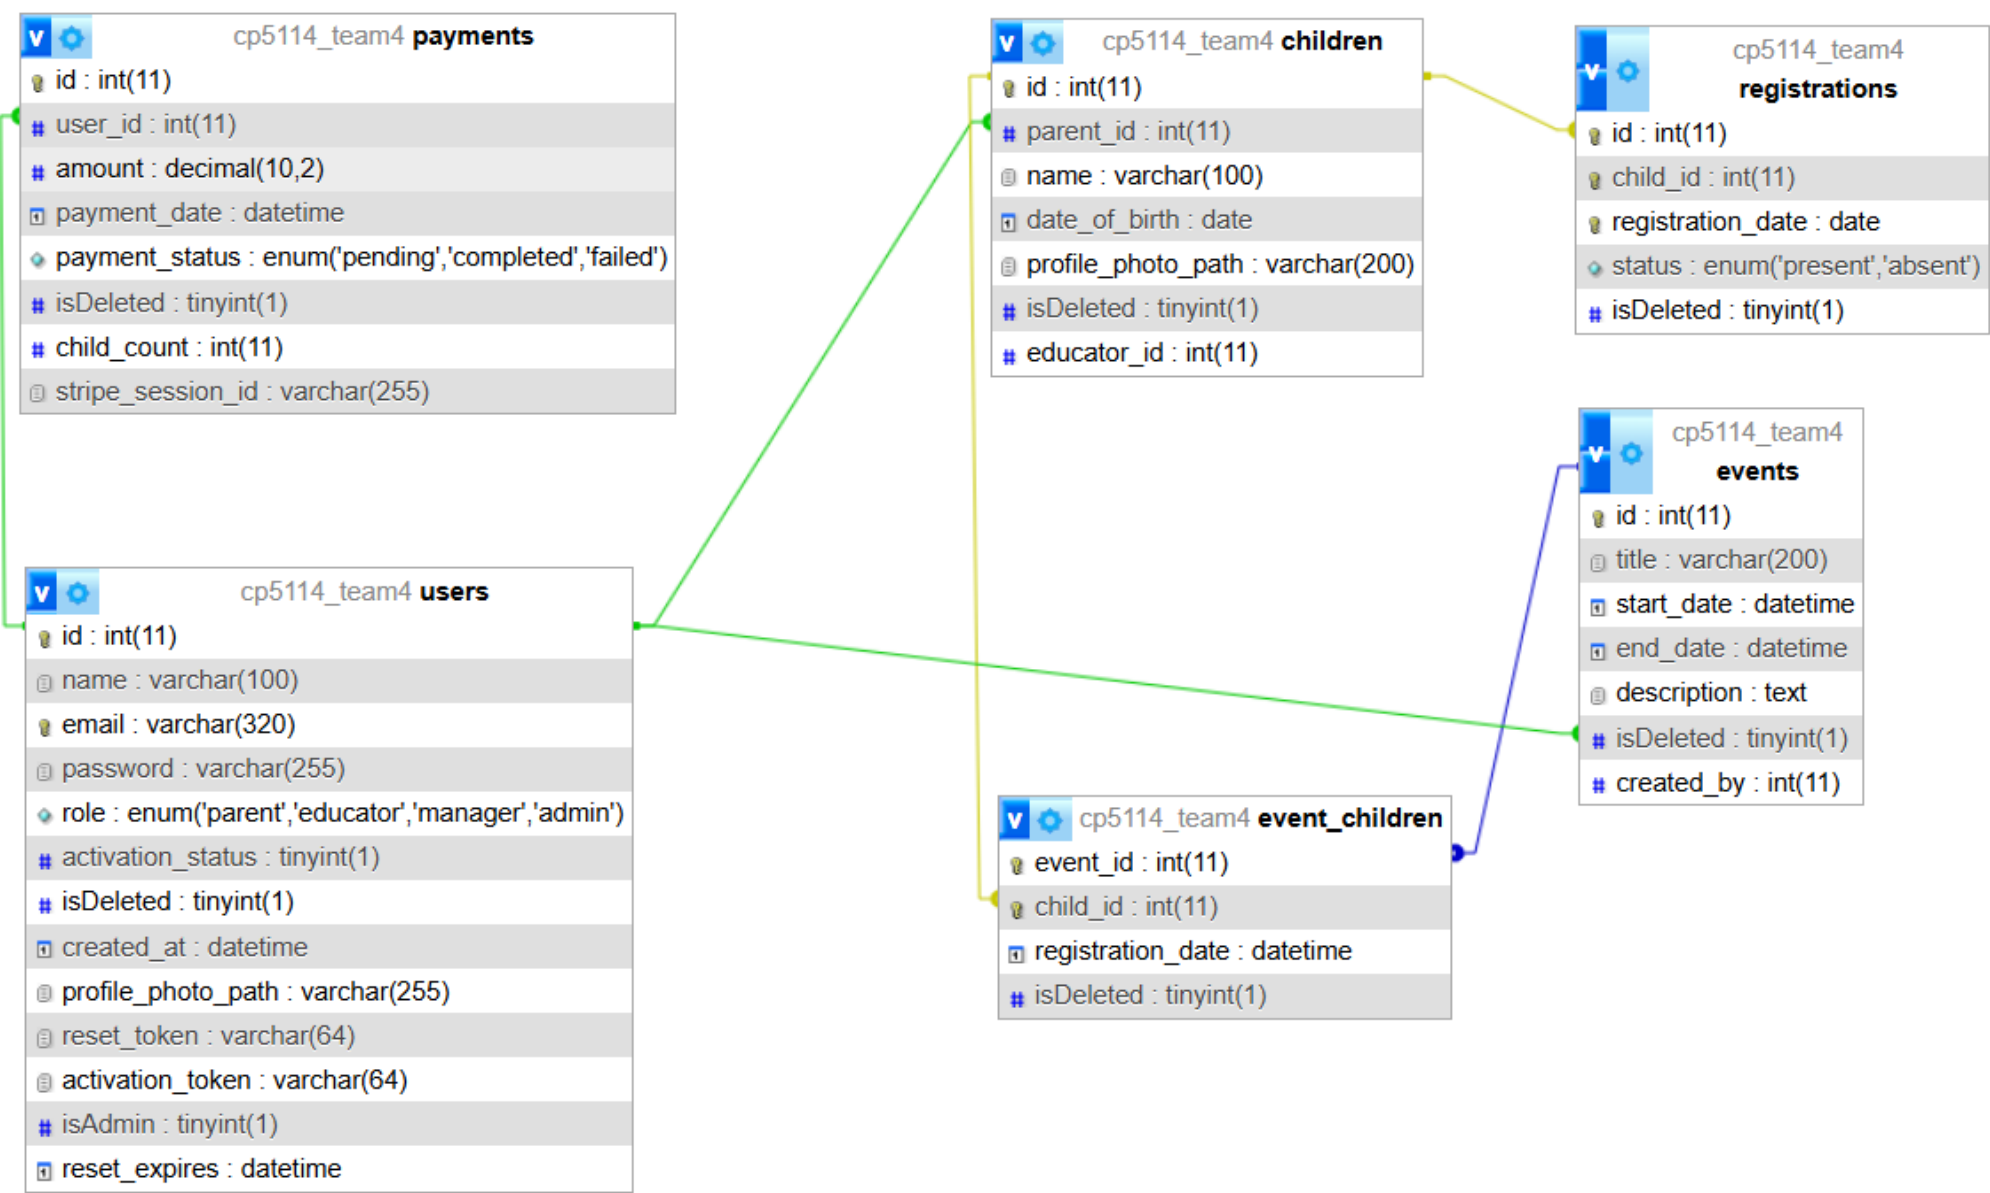 v cp5114_team4 payments
id : int(11)
user_id : int(11)
amount : decimal(10,2)
payment_date : datetime
payment_status : enum('pending','completed','failed')
isDeleted : tinyint(1)
child_count : int(11)
stripe_session_id : varchar(255)
v cp5114_team4 users
id : int(11)
name : varchar(100)
email : varchar(320)
password : varchar(255)
role : enum('parent','educator','manager','admin')
activation_status : tinyint(1)
isDeleted : tinyint(1)
created_at : datetime
profile_photo_path : varchar(255)
reset_token : varchar(64)
activation_token : varchar(64)
isAdmin : tinyint(1)
reset_expires : datetime
v cp5114_team4 children
id : int(11)
parent_id : int(11)
name : varchar(100)
date_of_birth : date
profile_photo_path : varchar(200)
isDeleted : tinyint(1)
educator_id : int(11)
v cp5114_team4 event_children
event_id : int(11)
child_id : int(11)
registration_date : datetime
isDeleted : tinyint(1)
v cp5114_team4
registrations
id : int(11)
child_id : int(11)
registration_date : date
status : enum('present','absent')
isDeleted : tinyint(1)
v cp5114_team4
events
id : int(11)
title : varchar(200)
start_date : datetime
end_date : datetime
description : text
isDeleted : tinyint(1)
created_by : int(11)